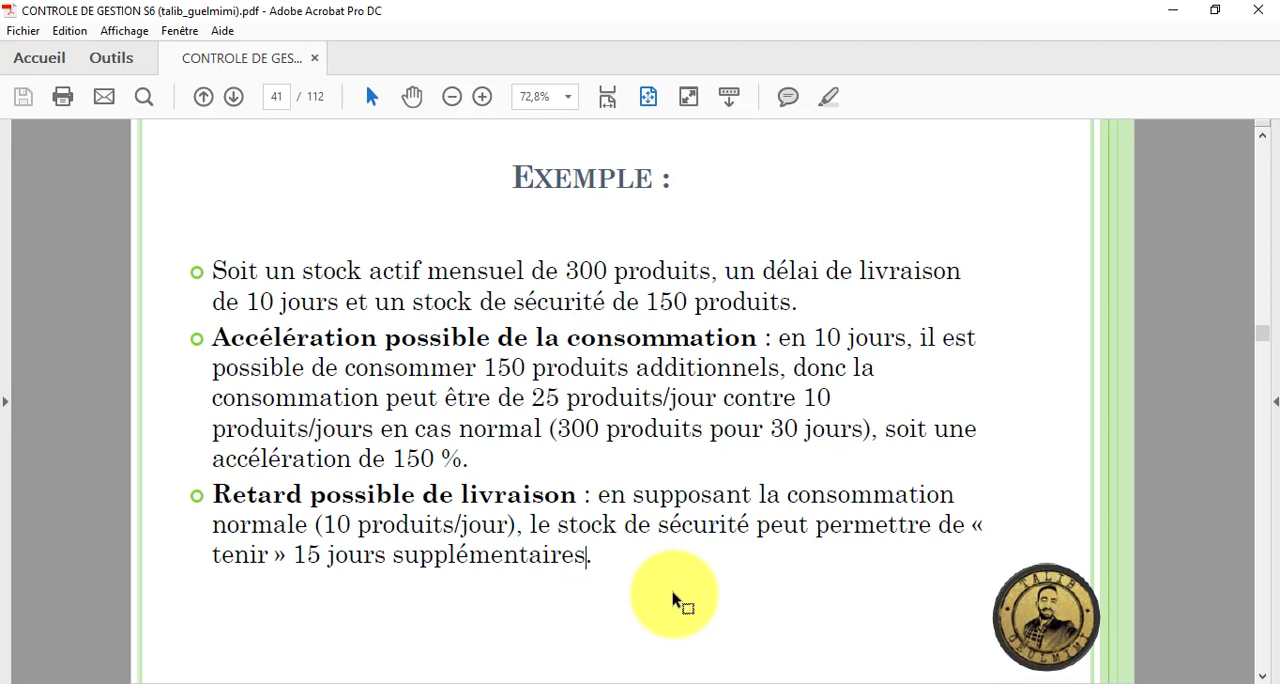 CONTROLE DE GESTION S6 (talib_guelmimi).pdf - Adobe Acrobat Pro DC
Fichier Edition Affichage Fenêtre Aide
Accueil Outils CONTROLE DE GES... ×
41 / 112 72,8%
EXEMPLE :
Soit un stock actif mensuel de 300 produits, un délai de livraison
de 10 jours et un stock de sécurité de 150 produits.
Accélération possible de la consommation : en 10 jours, il est
possible de consommer 150 produits additionnels, donc la
consommation peut être de 25 produits/jour contre 10
produits/jours en cas normal (300 produits pour 30 jours), soit une
accélération de 150 %.
Retard possible de livraison : en supposant la consommation
normale (10 produits/jour), le stock de sécurité peut permettre de «
tenir » 15 jours supplémentaires.
TALIB
GEULMIMI